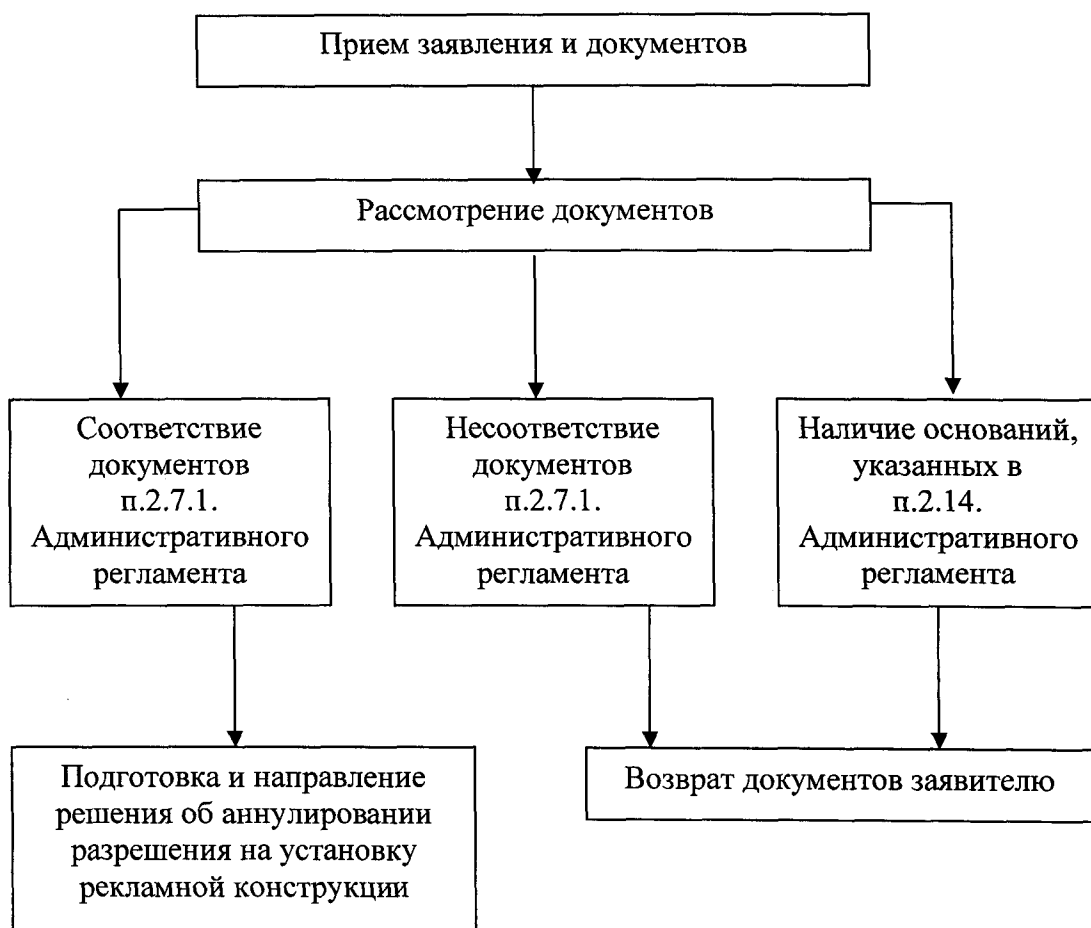 Прием заявления и документов
Рассмотрение документов
Соответствие
документов
п.2.7.1.
Административного
регламента
Несоответствие
документов
п.2.7.1.
Административного
регламента
Наличие оснований,
указанных в
п.2.14.
Административного
регламента
Подготовка и направление
решения об аннулировании
разрешения на установку
рекламной конструкции
Возврат документов заявителю